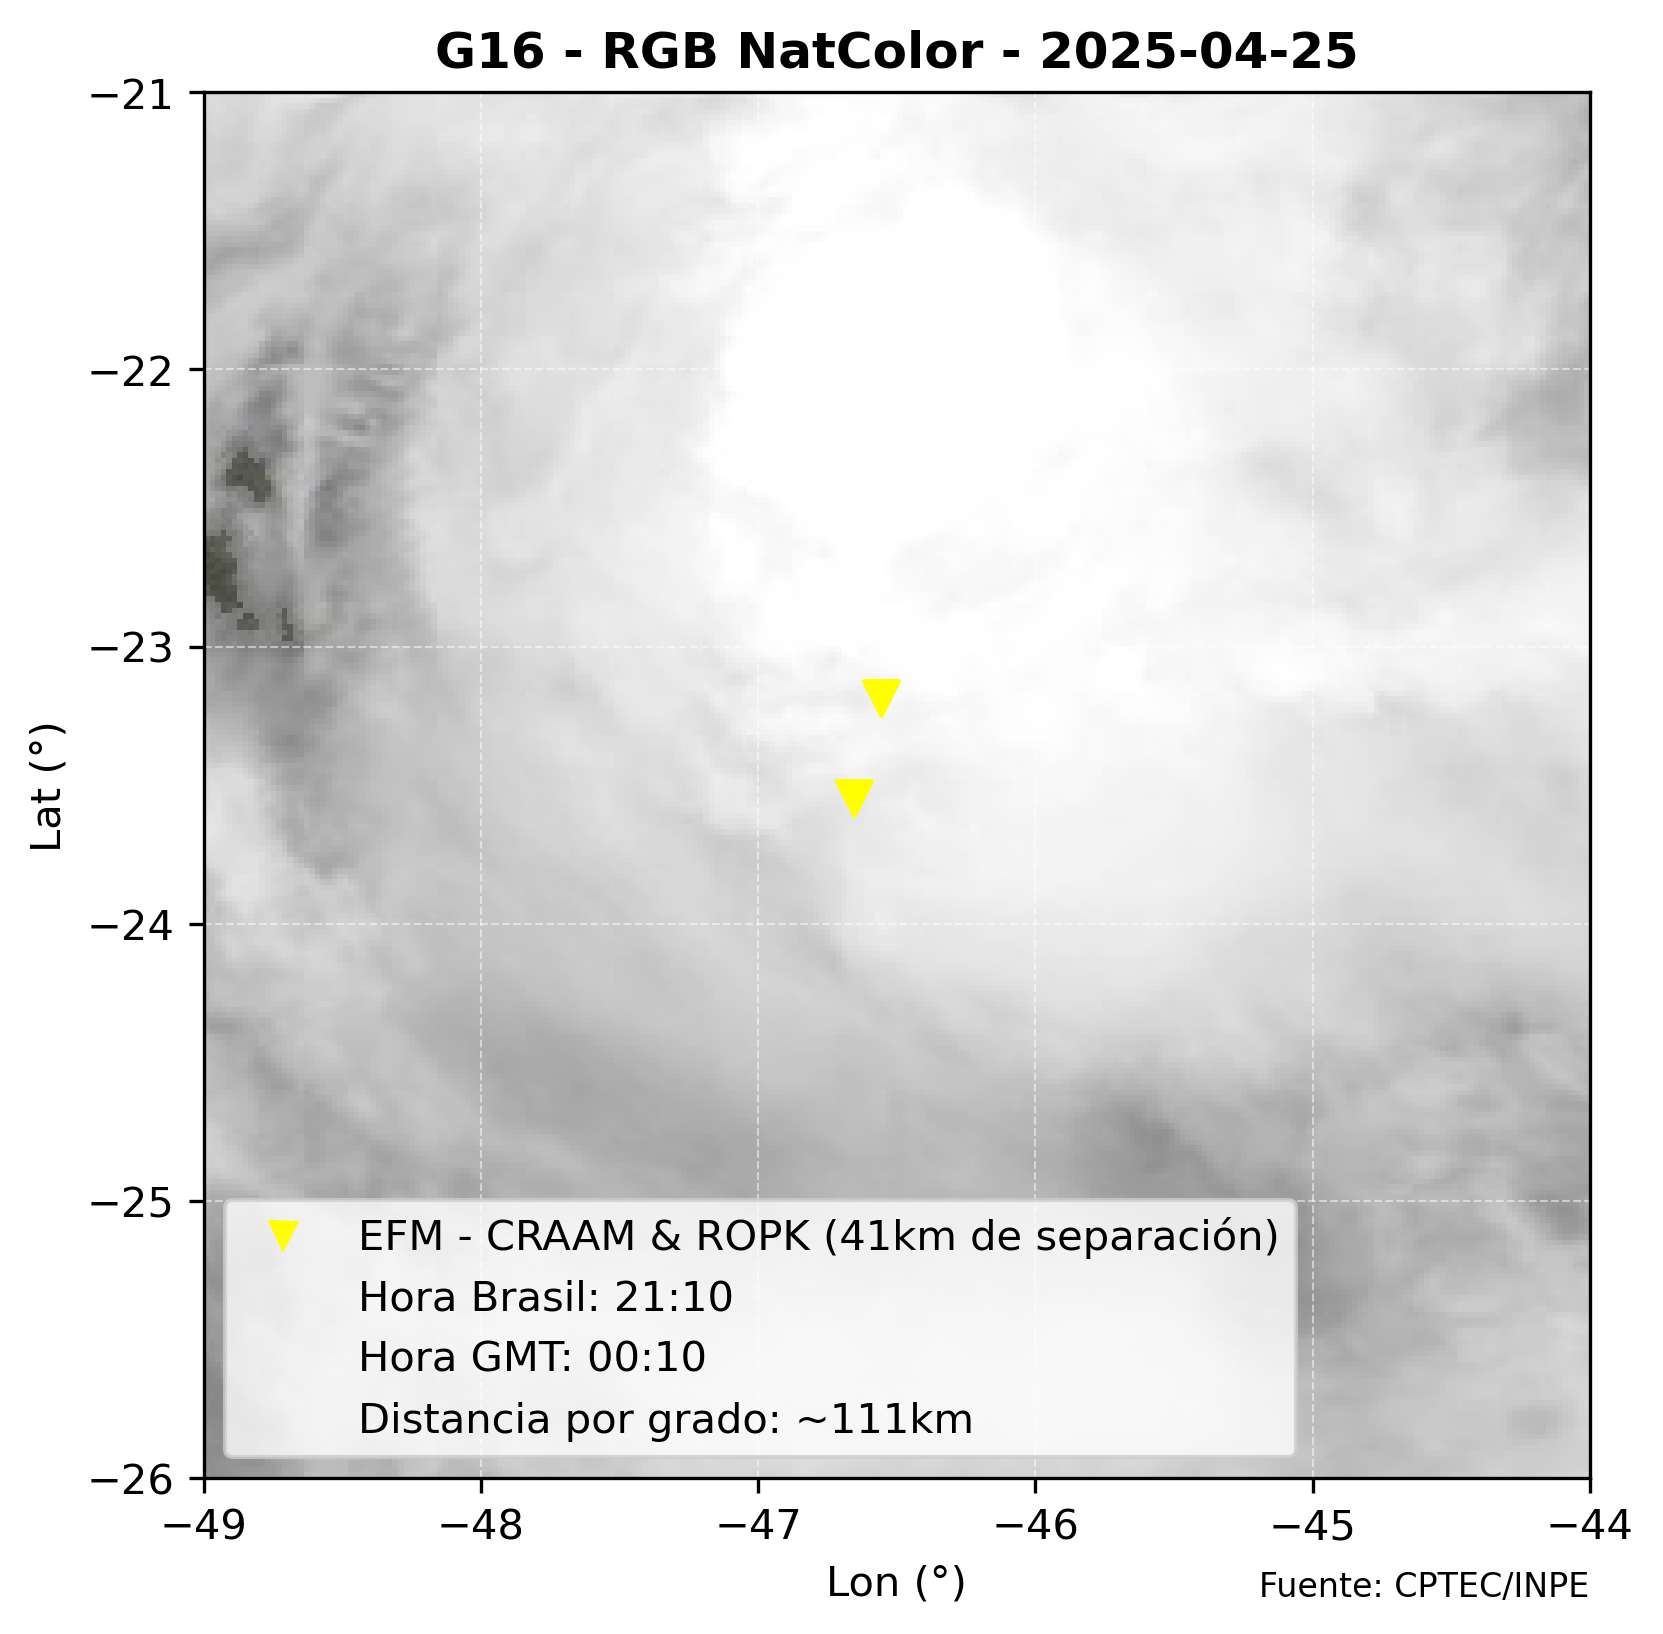 G16 - RGB NatColor - 2025-04-25
−21
−22
−23
−24
−25
−26
Lat (°)
EFM - CRAAM & ROPK (41km de separación)
Hora Brasil: 21:10
Hora GMT: 00:10
Distancia por grado: ~111km
−49 −48 −47 −46 −45 −44
Lon (°)
Fuente: CPTEC/INPE